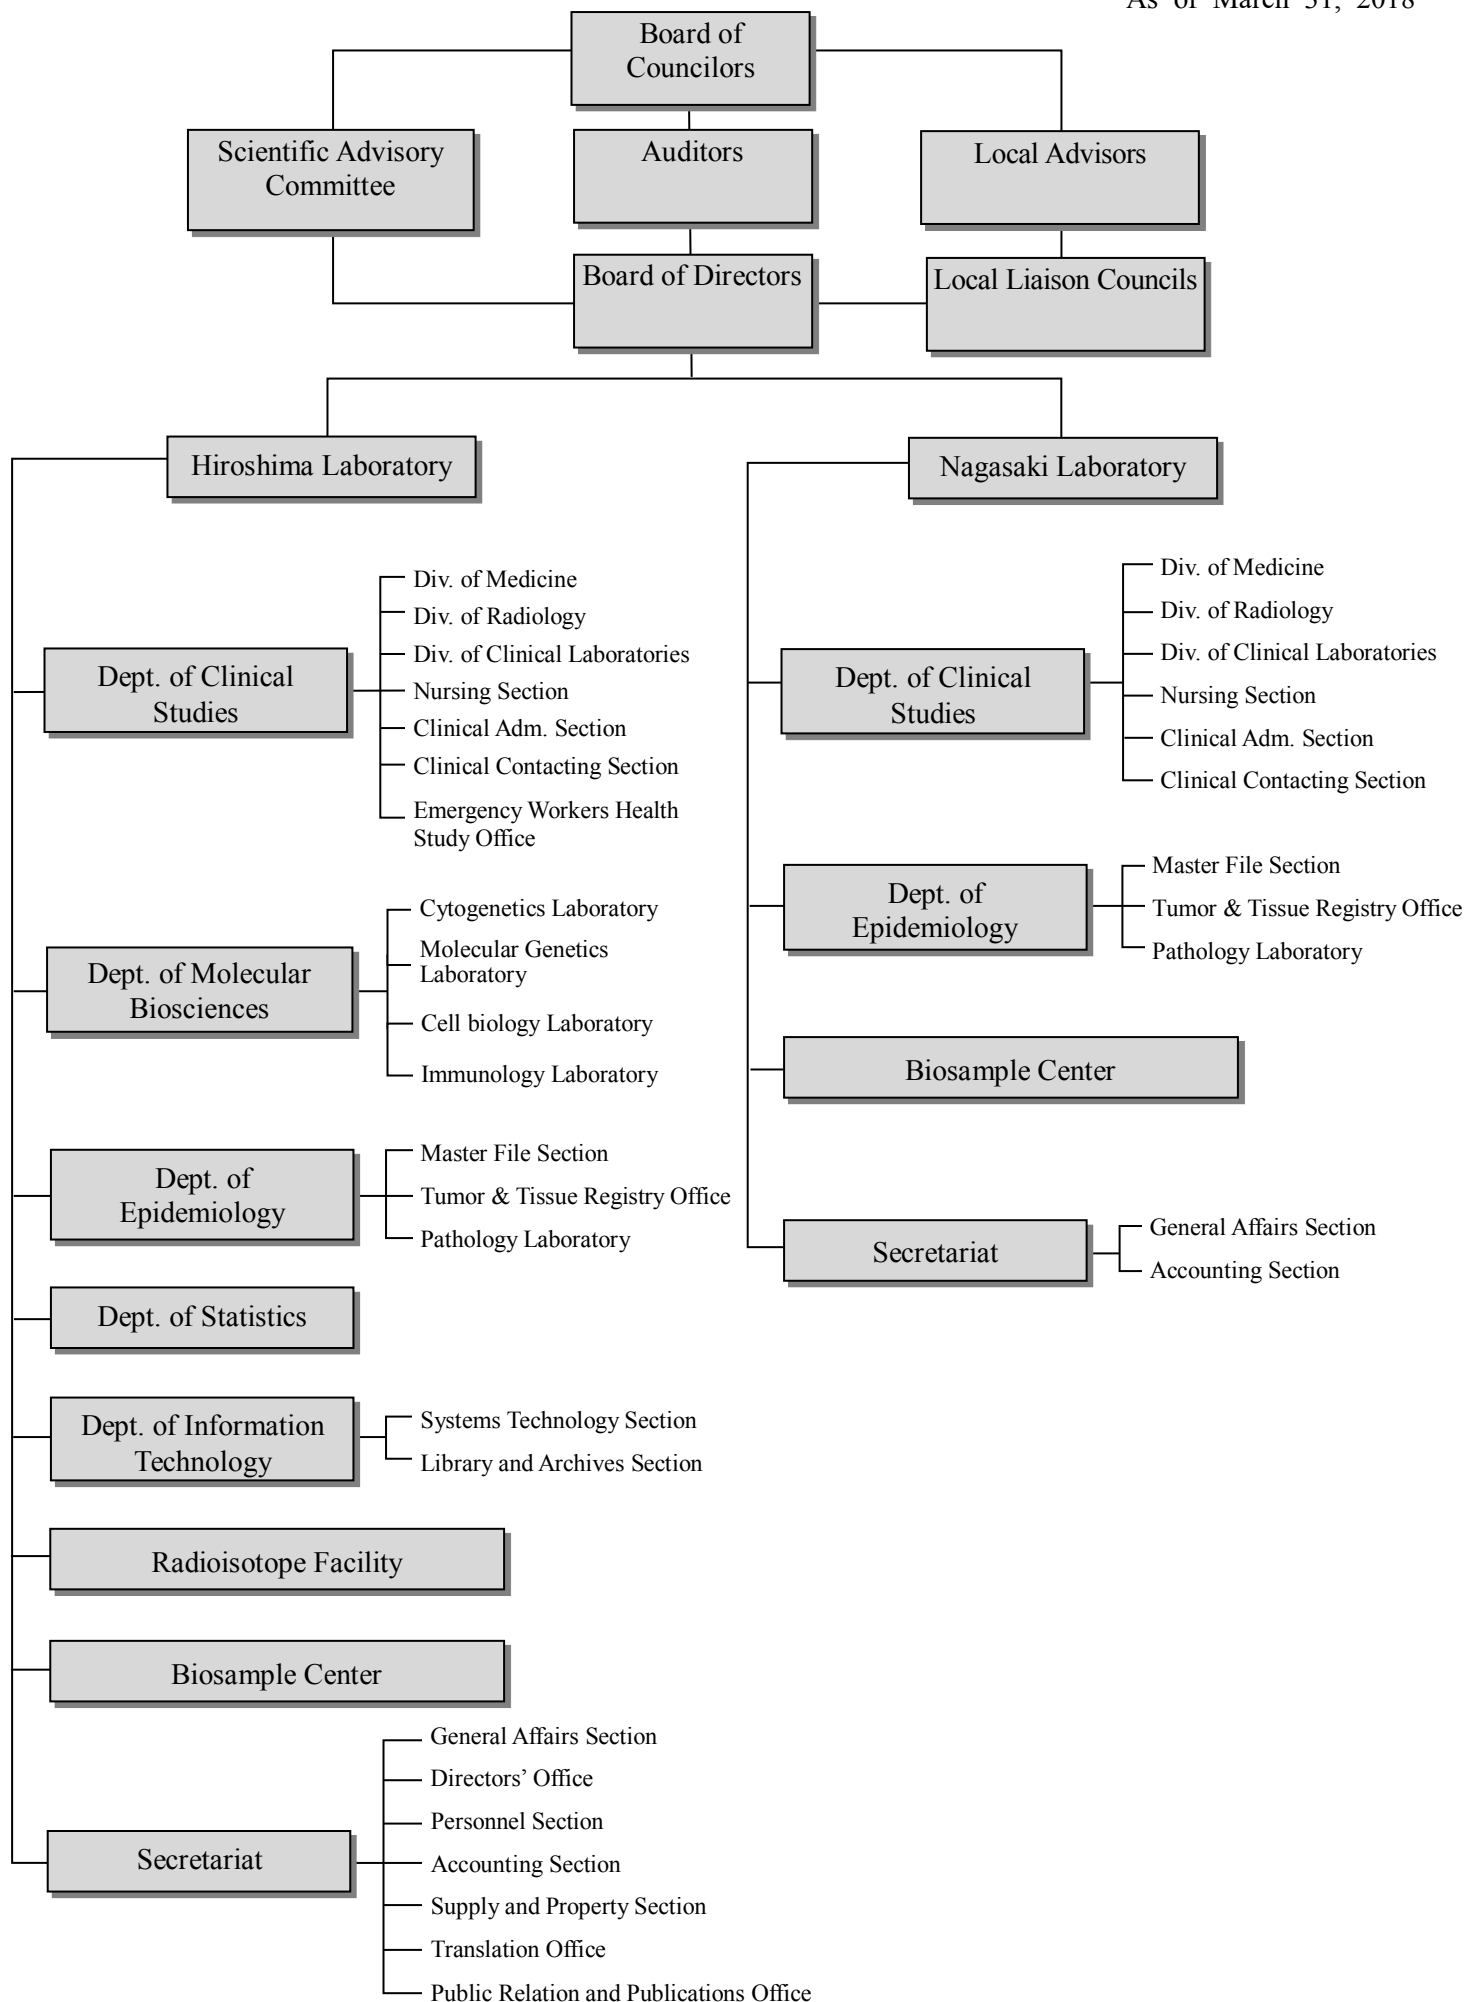 As of March 31, 2018
Board of
Councilors
Scientific Advisory
Committee
Auditors
Local Advisors
Board of Directors
Local Liaison Councils
Hiroshima Laboratory
Dept. of Clinical
Studies
Div. of Medicine
Div. of Radiology
Div. of Clinical Laboratories
Nursing Section
Clinical Adm. Section
Clinical Contacting Section
Emergency Workers Health
Study Office
Dept. of Molecular
Biosciences
Cytogenetics Laboratory
Molecular Genetics
Laboratory
Cell biology Laboratory
Immunology Laboratory
Dept. of
Epidemiology
Master File Section
Tumor & Tissue Registry Office
Pathology Laboratory
Dept. of Statistics
Dept. of Information
Technology
Systems Technology Section
Library and Archives Section
Radioisotope Facility
Biosample Center
Secretariat
General Affairs Section
Directors’ Office
Personnel Section
Accounting Section
Supply and Property Section
Translation Office
Public Relation and Publications Office
Nagasaki Laboratory
Dept. of Clinical
Studies
Div. of Medicine
Div. of Radiology
Div. of Clinical Laboratories
Nursing Section
Clinical Adm. Section
Clinical Contacting Section
Dept. of
Epidemiology
Master File Section
Tumor & Tissue Registry Office
Pathology Laboratory
Biosample Center
Secretariat
General Affairs Section
Accounting Section